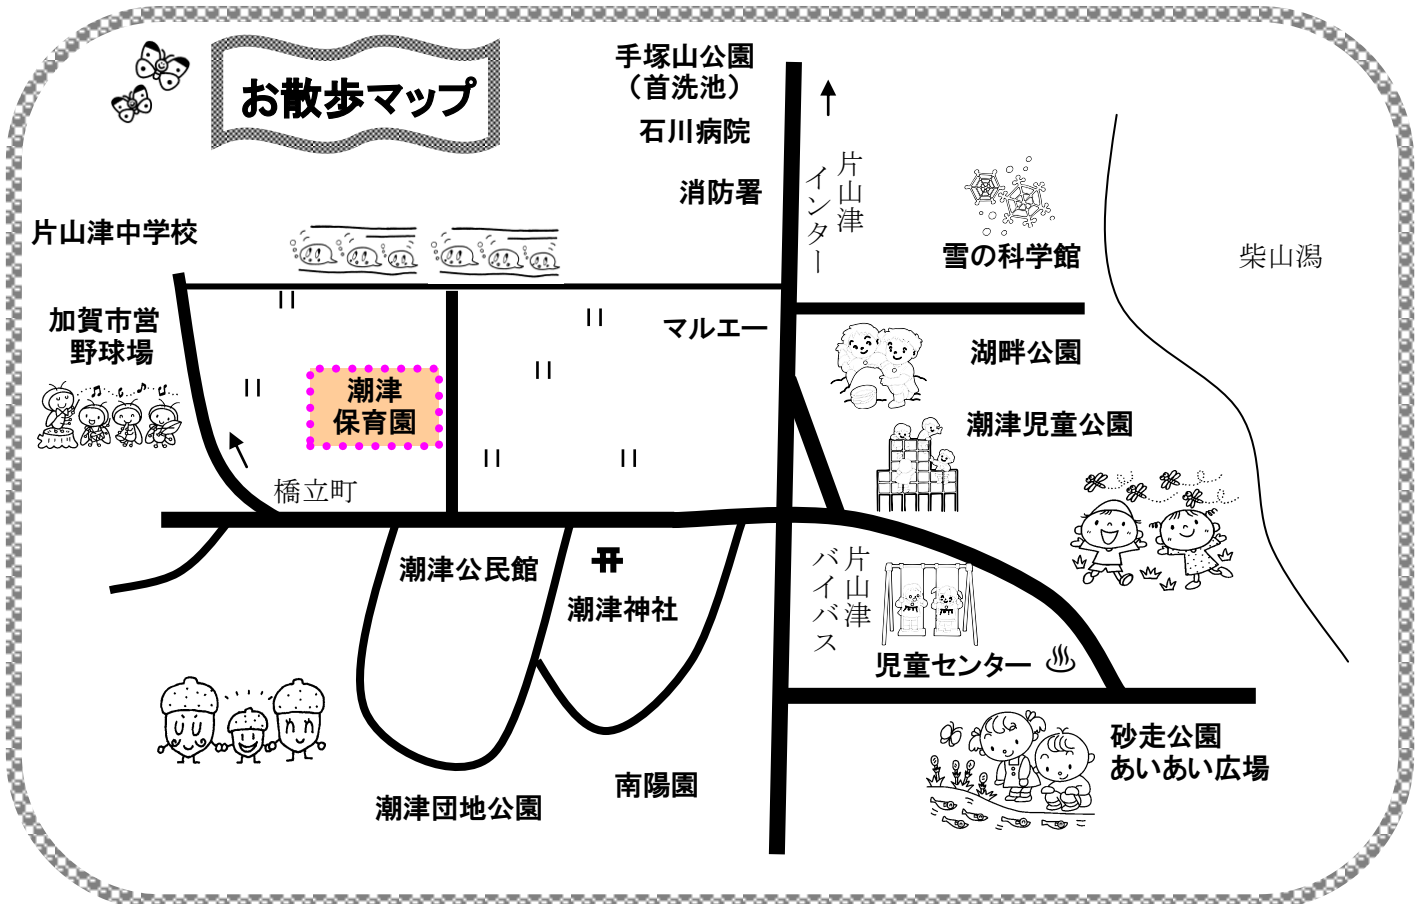 お散歩マップ
手塚山公園
（首洗池）
石川病院
消防署
片山津
インター
片山津中学校
雪の科学館
柴山潟
加賀市営
野球場
マルエー
湖畔公園
潮津
保育園
潮津児童公園
橋立町
潮津公民館
潮津神社
片山津
バイパス
児童センター
砂走公園
あいあい広場
南陽園
潮津団地公園